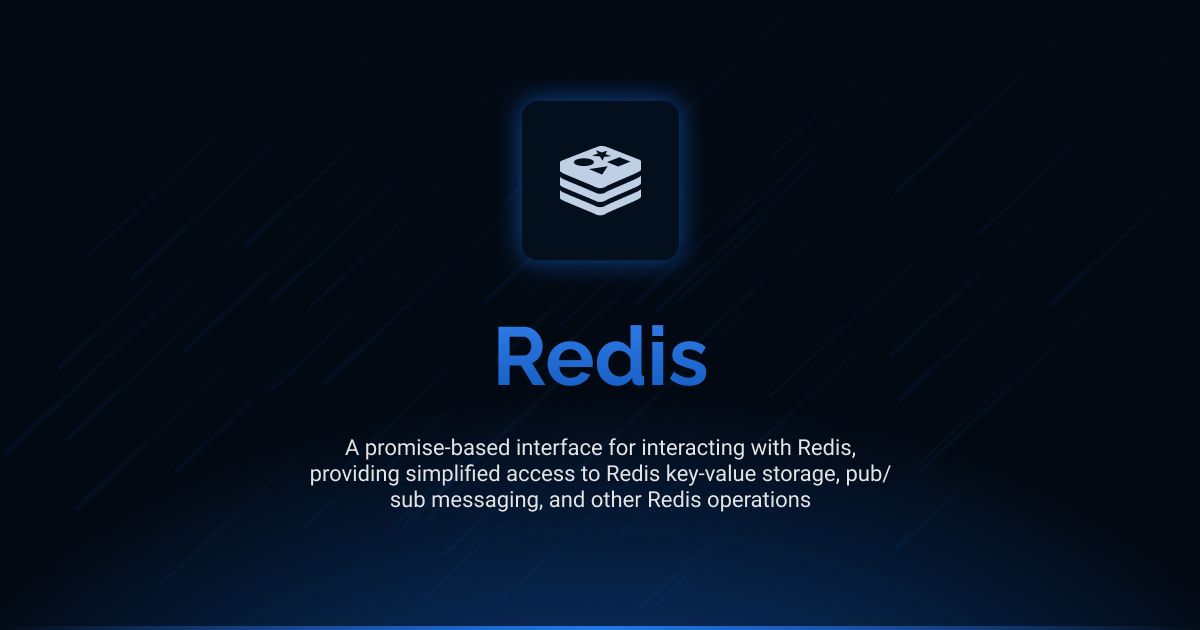 Redis
A promise-based interface for interacting with Redis,
providing simplified access to Redis key-value storage, pub/
sub messaging, and other Redis operations